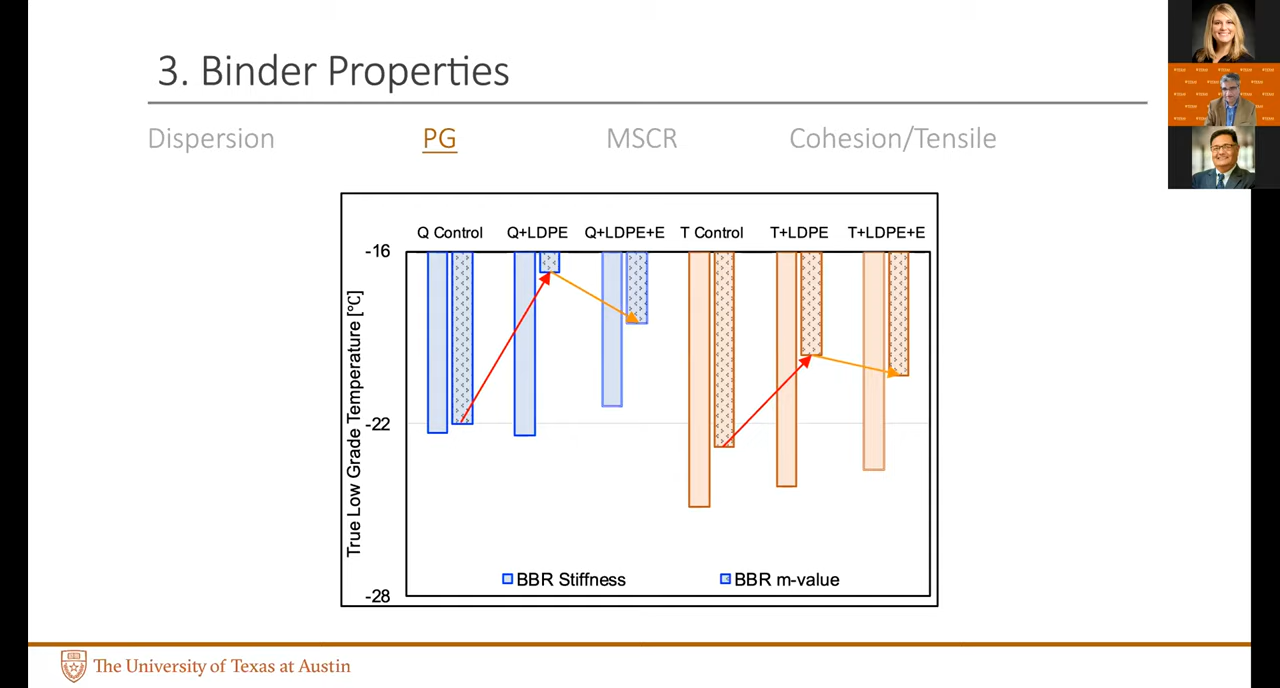 3. Binder Properties
Dispersion PG MSCR Cohesion/Tensile
Q Control Q+LDPE Q+LDPE+E T Control T+LDPE T+LDPE+E
-16
-22
-28
True Low Grade Temperature [°C]
BBR Stiffness BBR m-value
The University of Texas at Austin